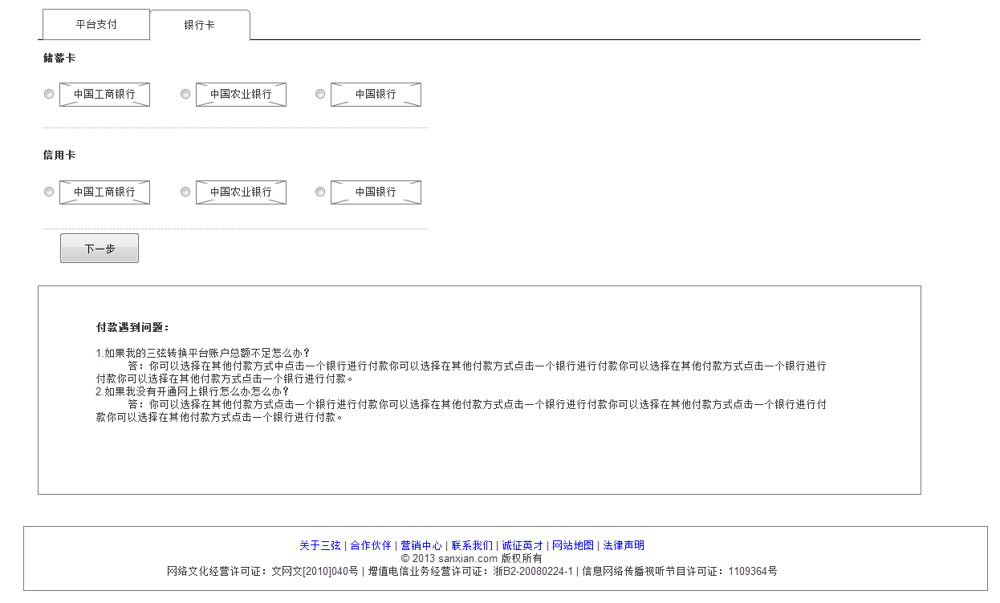 平台支付 银行卡
储蓄卡
中国工商银行 中国农业银行 中国银行
信用卡
中国工商银行 中国农业银行 中国银行
下一步
付款遇到问题：
1.如果我的三弦转换平台账户总额不足怎么办？
答：你可以选择在其他付款方式中点击一个银行进行付款你可以选择在其他付款方式点击一个银行进行付款你可以选择在其他付款方式点击一个银行进行
付款你可以选择在其他付款方式点击一个银行进行付款。
2.如果我没有开通网上银行怎么办怎么办？
答：你可以选择在其他付款方式点击一个银行进行付款你可以选择在其他付款方式点击一个银行进行付款你可以选择在其他付款方式点击一个银行进行付
款你可以选择在其他付款方式点击一个银行进行付款。
关于三弦 | 合作伙伴 | 营销中心 | 联系我们 | 诚征英才 | 网站地图 | 法律声明
© 2013 sanxian.com 版权所有
网络文化经营许可证：文网文[2010]040号 | 增值电信业务经营许可证：浙B2-20080224-1 | 信息网络传播视听节目许可证：1109364号